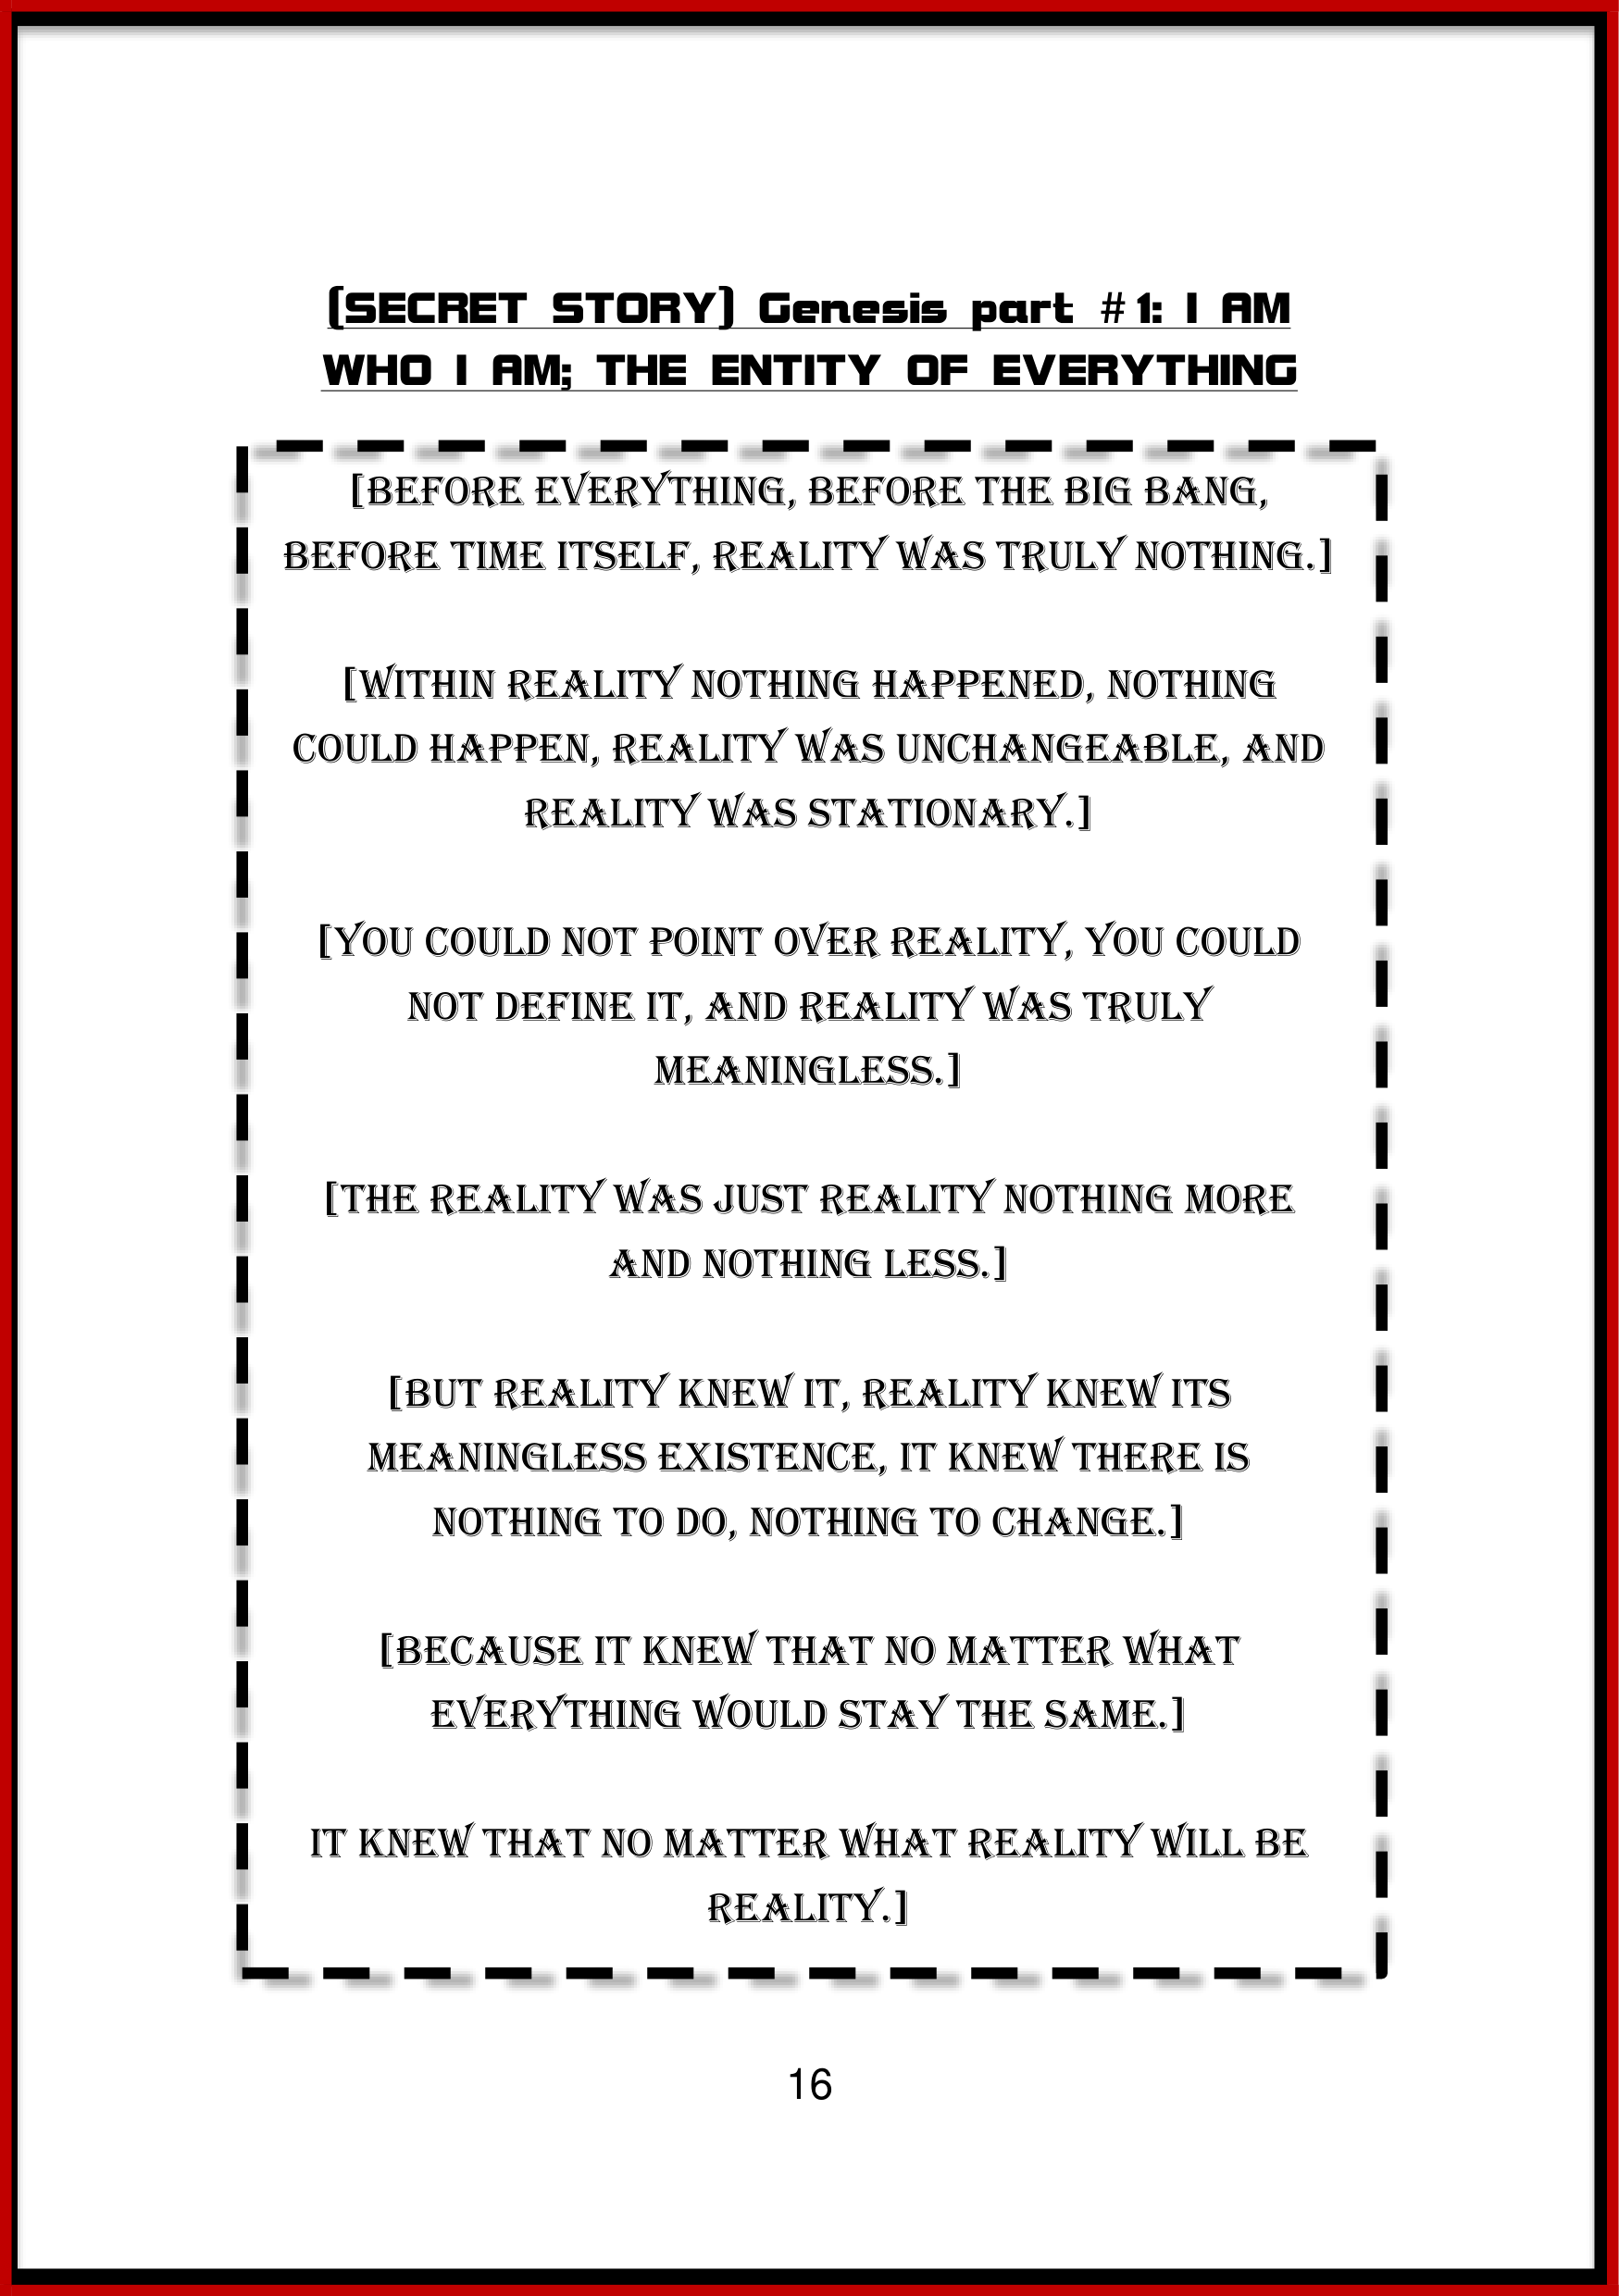 (SECRET STORY) Genesis part #1: I AM
WHO I AM; THE ENTITY OF EVERYTHING
[BEFORE EVERYTHING, BEFORE THE BIG BANG,
BEFORE TIME ITSELF, REALITY WAS TRULY NOTHING.]
[WITHIN REALITY NOTHING HAPPENED, NOTHING
COULD HAPPEN, REALITY WAS UNCHANGEABLE, AND
REALITY WAS STATIONARY.]
[YOU COULD NOT POINT OVER REALITY, YOU COULD
NOT DEFINE IT, AND REALITY WAS TRULY
MEANINGLESS.]
[THE REALITY WAS JUST REALITY NOTHING MORE
AND NOTHING LESS.]
[BUT REALITY KNEW IT, REALITY KNEW ITS
MEANINGLESS EXISTENCE, IT KNEW THERE IS
NOTHING TO DO, NOTHING TO CHANGE.]
[BECAUSE IT KNEW THAT NO MATTER WHAT
EVERYTHING WOULD STAY THE SAME.]
IT KNEW THAT NO MATTER WHAT REALITY WILL BE
REALITY.]
16